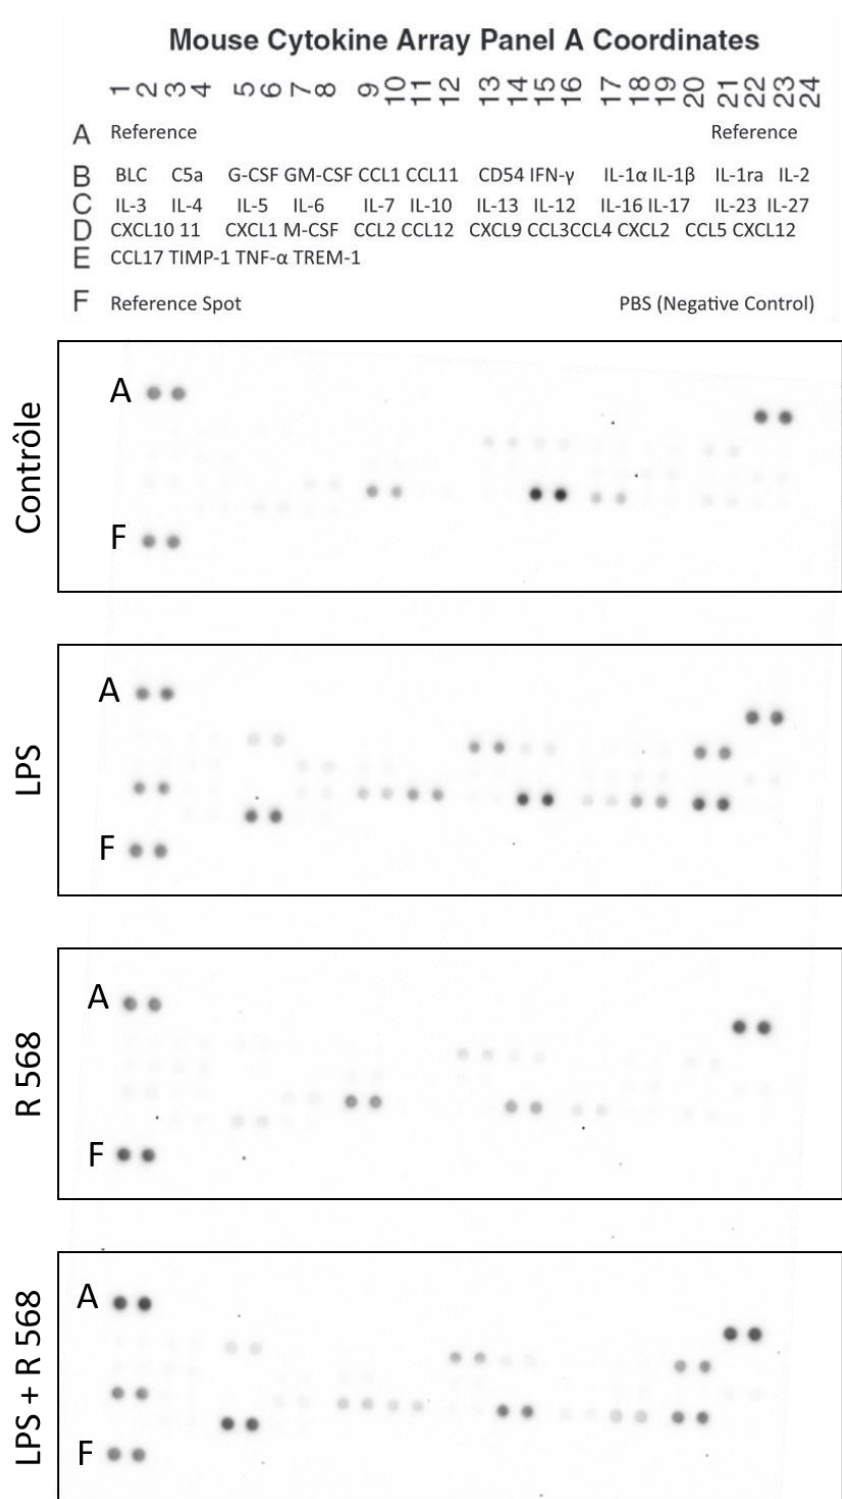 Mouse Cytokine Array Panel A Coordinates
1 2 3 4 5 6 7 8 9 10 11 12 13 14 15 16 17 18 19 20 21 22 23 24
A Reference Reference
B BLC C5a G-CSF GM-CSF CCL1 CCL11 CD54 IFN-γ IL-1α IL-1β IL-1ra IL-2
C IL-3 IL-4 IL-5 IL-6 IL-7 IL-10 IL-13 IL-12 IL-16 IL-17 IL-23 IL-27
D CXCL10 11 CXCL1 M-CSF CCL2 CCL12 CXCL9 CCL3CCL4 CXCL2 CCL5 CXCL12
E CCL17 TIMP-1 TNF-α TREM-1
F Reference Spot PBS (Negative Control)
Contrôle
A
F
LPS
A
F
R 568
A
F
LPS + R 568
A
F